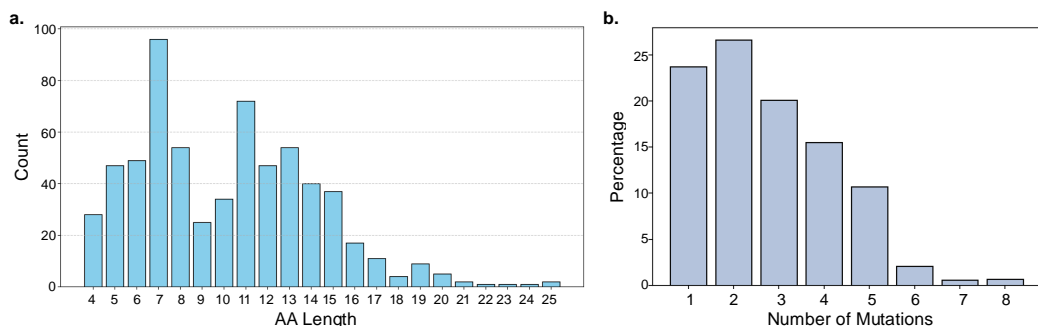 a.
100
80
60
40
20
0
Count
4 5 6 7 8 9 10 11 12 13 14 15 16 17 18 19 20 21 22 23 24 25
AA Length
b.
25
20
15
10
5
0
Percentage
1 2 3 4 5 6 7 8
Number of Mutations